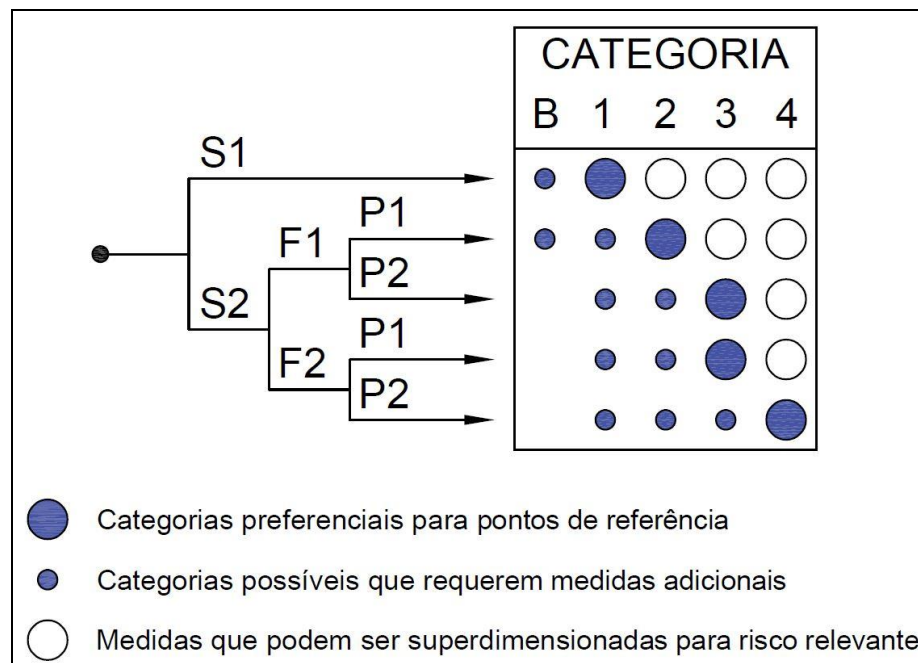 CATEGORIA
B 1 2 3 4
S1
P1
F1
P2
S2
P1
F2
P2
Categorias preferenciais para pontos de referência
Categorias possíveis que requerem medidas adicionais
Medidas que podem ser superdimensionadas para risco relevante